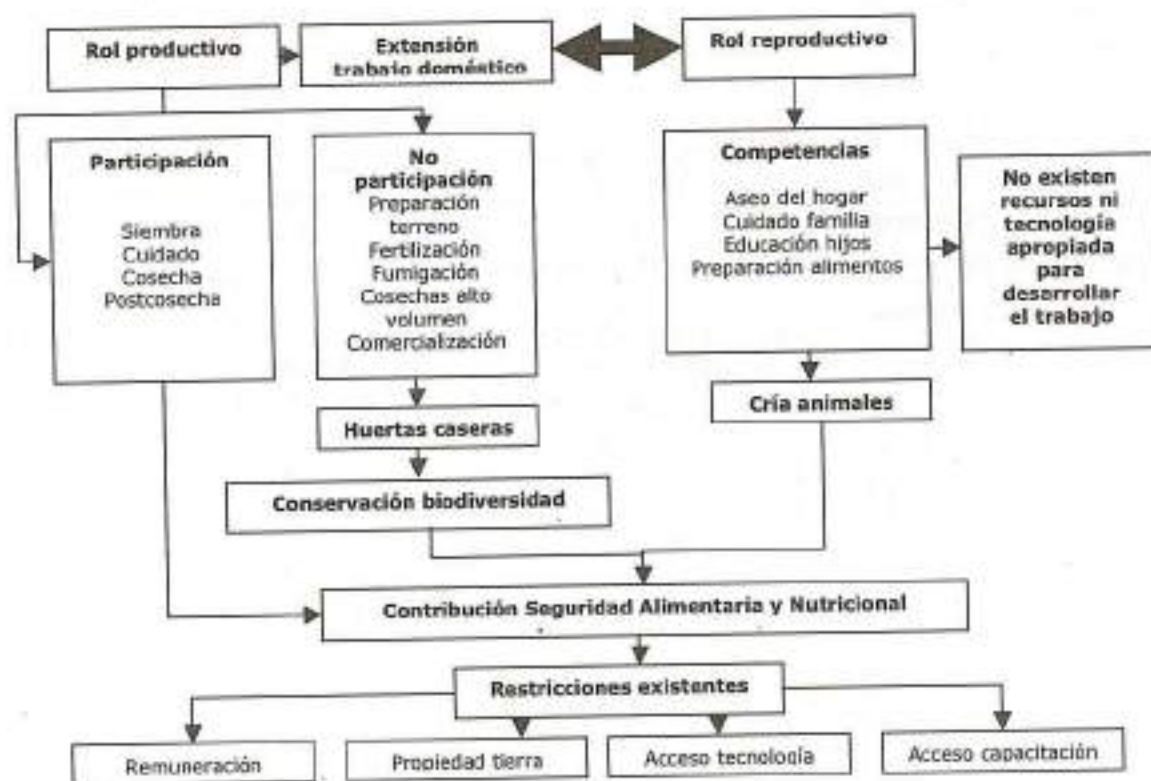 Rol productivo
Extensión
trabajo doméstico
Rol reproductivo
Participación
Siembra
Cuidado
Cosecha
Postcosecha
No
participación
Preparación
terreno
Fertilización
Fumigación
Cosechas alto
volumen
Comercialización
Competencias
Aseo del hogar
Cuidado familia
Educación hijos
Preparación alimentos
No existen
recursos ni
tecnología
apropiada
para
desarrollar
el trabajo
Huertas caseras
Cría animales
Conservación biodiversidad
Contribución Seguridad Alimentaria y Nutricional
Restricciones existentes
Remuneración
Propiedad tierra
Acceso tecnología
Acceso capacitación